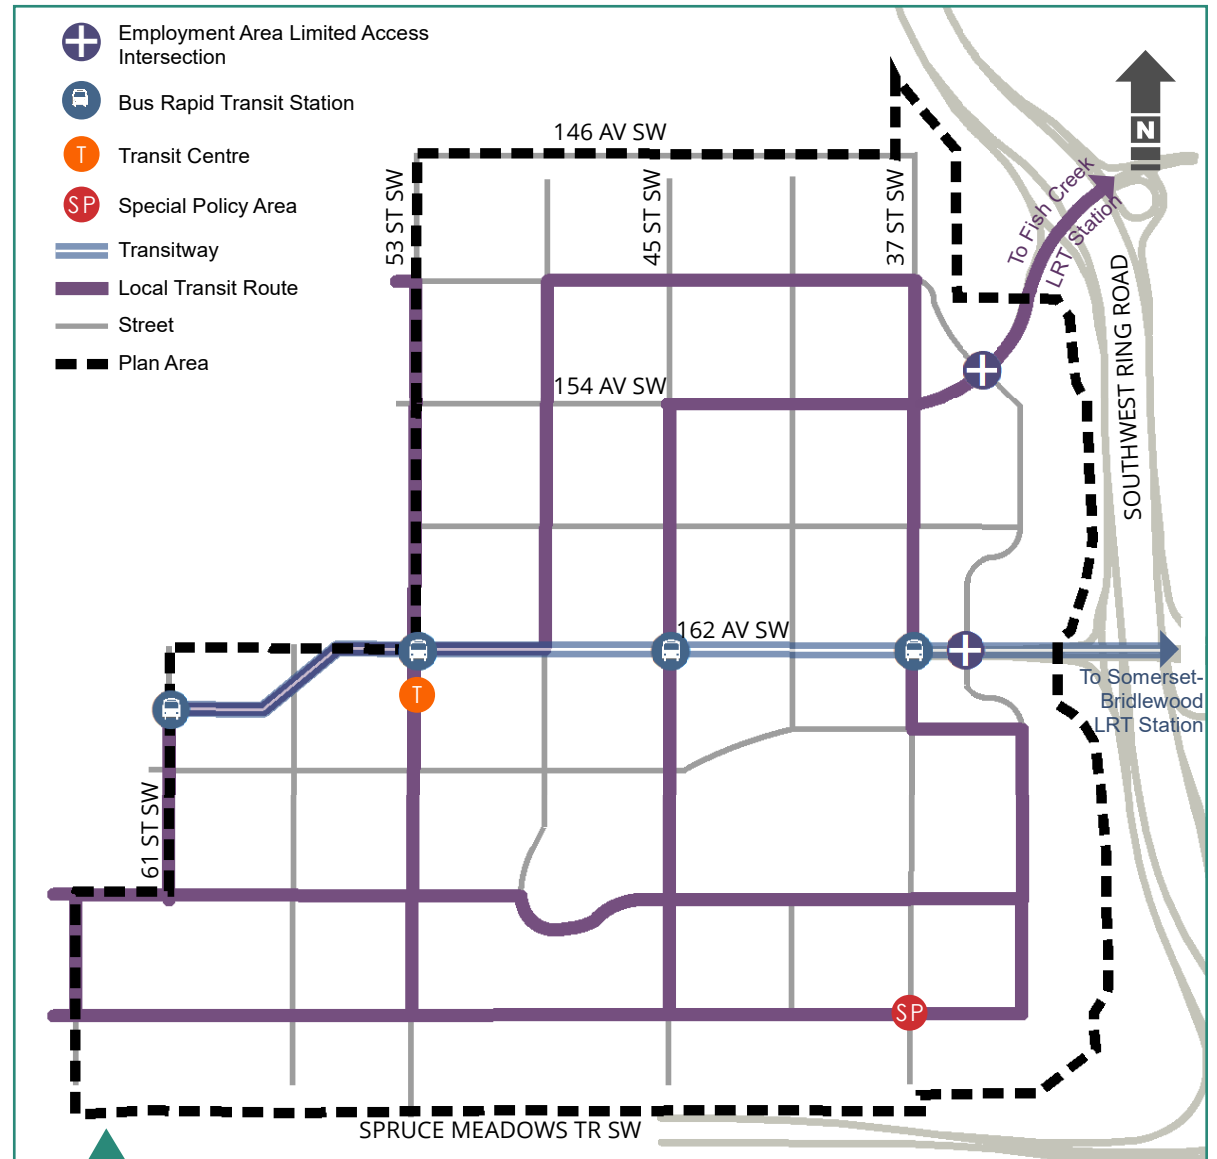 Employment Area Limited Access
Intersection
Bus Rapid Transit Station
T
Transit Centre
SP
Special Policy Area
Transitway
Local Transit Route
Street
Plan Area
N
146 AV SW
53 ST SW
45 ST SW
37 ST SW
To Fish Creek
LRT Station
SOUTHWEST RING ROAD
154 AV SW
162 AV SW
T
To Somerset-
Bridlewood
LRT Station
61 ST SW
SP
SPRUCE MEADOWS TR SW